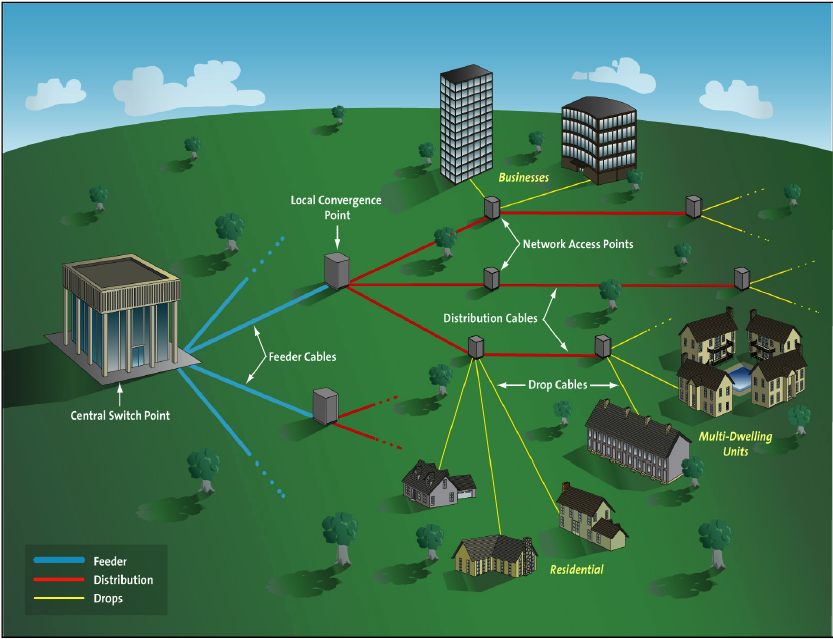 Businesses
Local Convergence
Point
Network Access Points
Distribution Cables
Feeder Cables
Drop Cables
Central Switch Point
Multi-Dwelling
Units
Residential
Feeder
Distribution
Drops